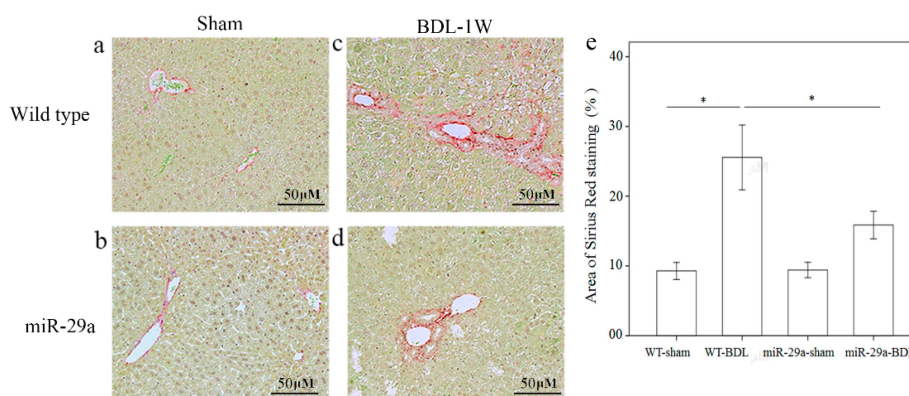 Sham
BDL-1W
Wild type
miR-29a
a
50µM
c
50µM
b
50µM
d
50µM
e
Area of Sirius Red staining (%)
40
30
20
10
00
WT-sham
WT-BDL
miR-29a-sham
miR-29a-BDL
*
*
µM